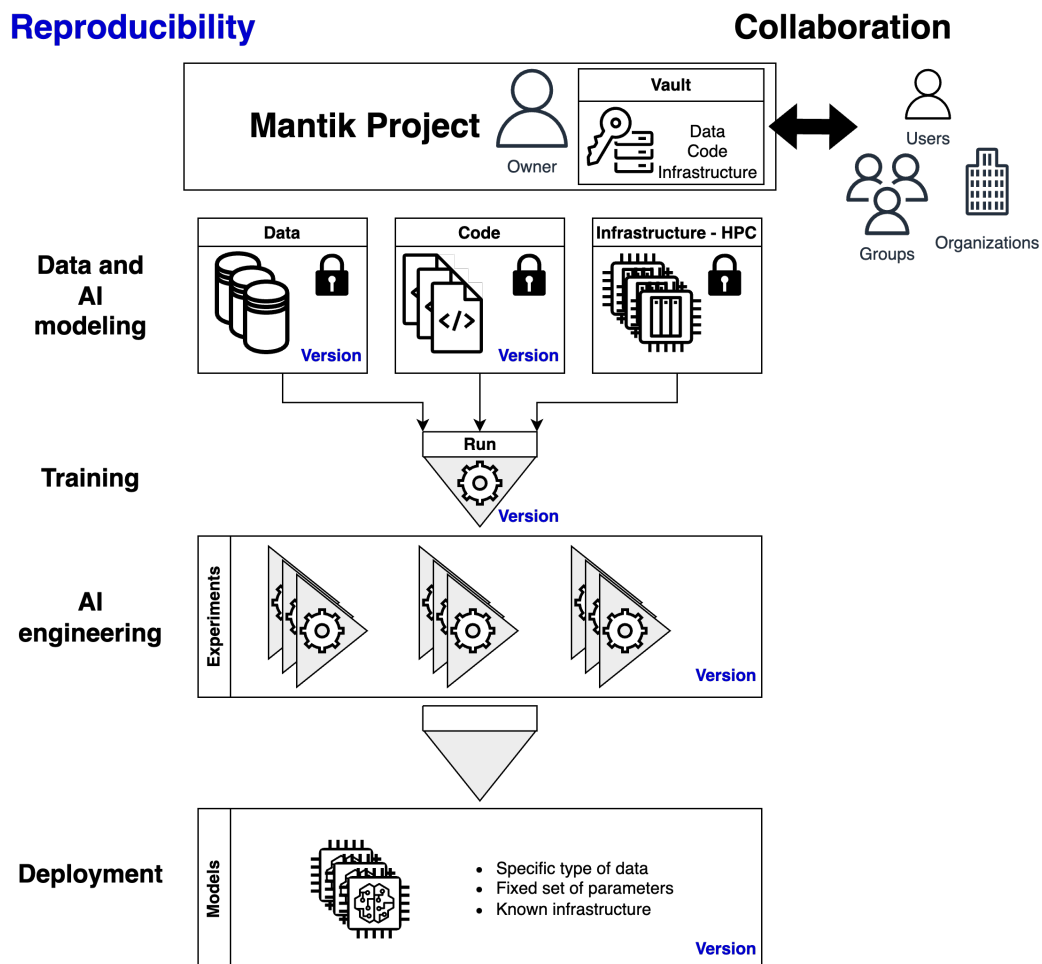 Reproducibility
Collaboration
Mantik Project
Owner
Vault
Data
Code
Infrastructure
Users
Groups
Organizations
Data and
AI
modeling
Data
Version
Code
</>
Version
Infrastructure - HPC
Training
Run
Version
AI
engineering
Experiments
Version
Deployment
Models
• Specific type of data
• Fixed set of parameters
• Known infrastructure
Version